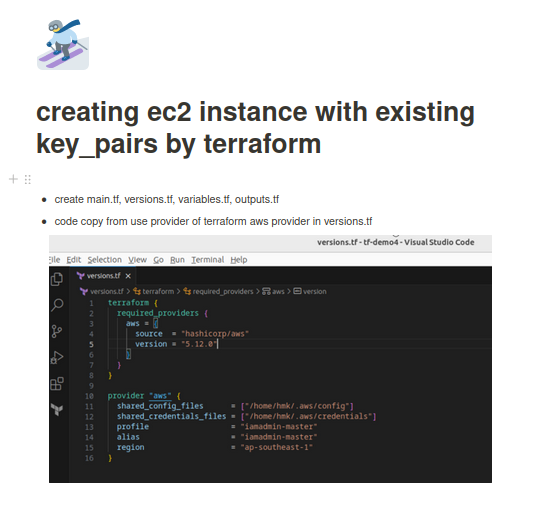 creating ec2 instance with existing
key_pairs by terraform
create main.tf, versions.tf, variables.tf, outputs.tf
code copy from use provider of terraform aws provider in versions.tf
versions.tf - tf-demo4 - Visual Studio Code
File Edit Selection View Go Run Terminal Help
versions.tf ×
versions.tf > terraform > required_providers > aws > version
1 terraform {
2 required_providers {
3 aws = {
4 source = "hashicorp/aws"
5 version = "5.12.0"
6 }
7 }
8 }
9
10 provider "aws" {
11 shared_config_files = ["/home/hmk/.aws/config"]
12 shared_credentials_files = ["/home/hmk/.aws/credentials"]
13 profile = "iamadmin-master"
14 alias = "iamadmin-master"
15 region = "ap-southeast-1"
16 }